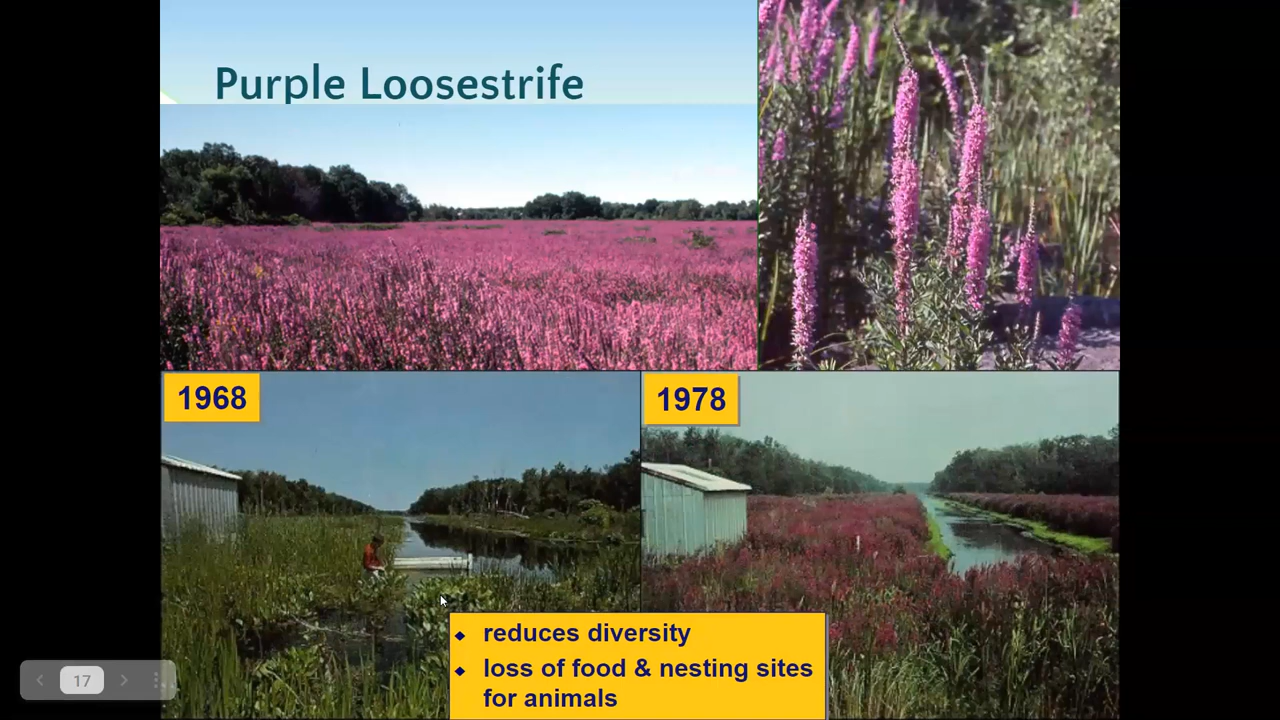 Purple Loosestrife
1968
1978
reduces diversity
loss of food & nesting sites
for animals
17